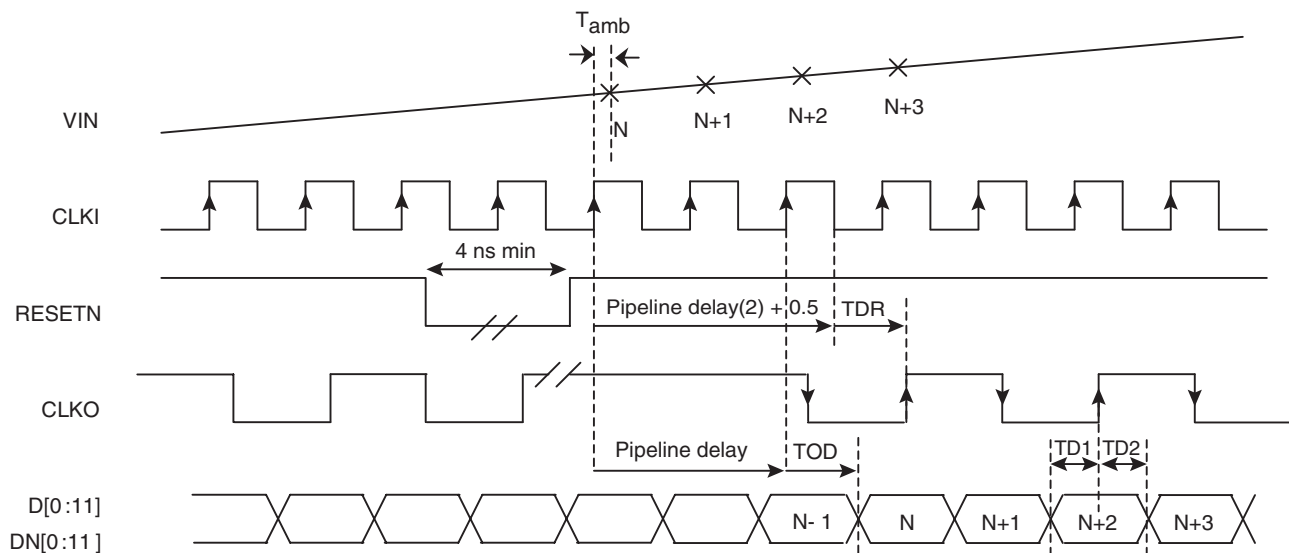 T amb
VIN
N
N+1
N+2
N+3
CLKI
4 ns min
RESETN
Pipeline delay(2) + 0.5
TDR
CLKO
Pipeline delay
TOD
TD1
TD2
D[0:11]
N- 1
N
N+1
N+2
N+3
DN[0:11 ]